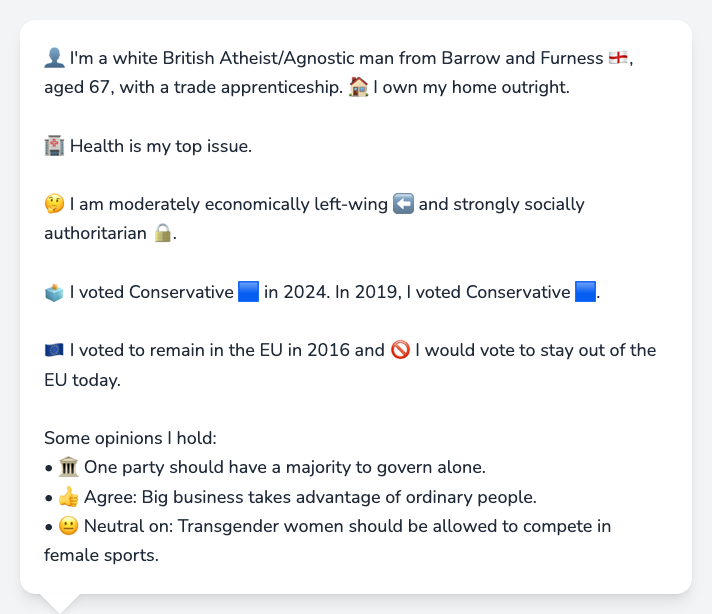 👤 I'm a white British Atheist/Agnostic man from Barrow and Furness 🏴󠁧󠁢󠁥󠁮󠁧󠁿,
aged 67, with a trade apprenticeship. 🏠 I own my home outright.
🏥 Health is my top issue.
🤔 I am moderately economically left-wing ⬅️ and strongly socially
authoritarian 🔒.
🗳️ I voted Conservative 🟦 in 2024. In 2019, I voted Conservative 🟦.
🇪🇺 I voted to remain in the EU in 2016 and 🚫 I would vote to stay out of the
EU today.
Some opinions I hold:
• 🏛️ One party should have a majority to govern alone.
• 👍 Agree: Big business takes advantage of ordinary people.
• 😐 Neutral on: Transgender women should be allowed to compete in
female sports.